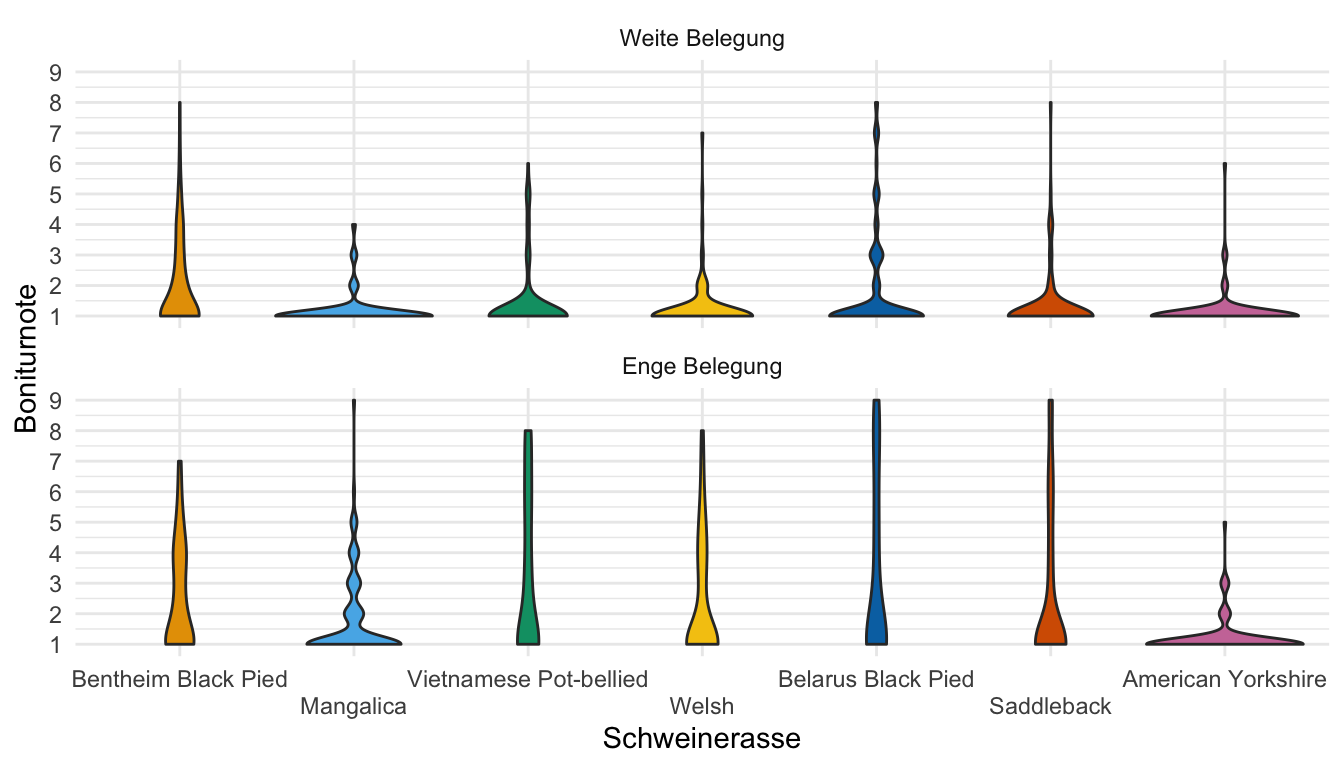 Weite Belegung
9
8
7
6
5
4
3
2
1
Enge Belegung
9
8
7
6
5
4
3
2
1
Boniturnote
Bentheim Black Pied
Mangalica
Vietnamese Pot-bellied
Welsh
Belarus Black Pied
Saddleback
American Yorkshire
Schweinerasse